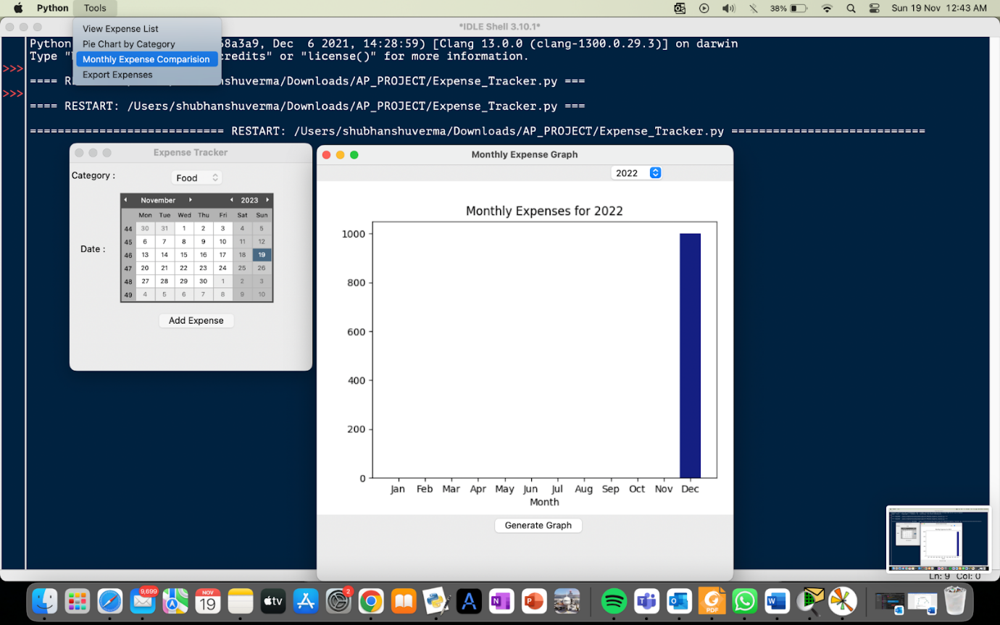 Python Tools 38% Sun 19 Nov 12:43 AM
*IDLE Shell 3.10.1*
View Expense List
Pie Chart by Category
Monthly Expense Comparision
Export Expenses
Python 8a3a9, Dec 6 2021, 14:28:59) [Clang 13.0.0 (clang-1300.0.29.3)] on darwin
Type " credits" or "license()" for more information.
>>>
==== R shuverma/Downloads/AP_PROJECT/Expense_Tracker.py ===
>>>
==== RESTART: /Users/shubhanshuverma/Downloads/AP_PROJECT/Expense_Tracker.py ===
============================ RESTART: /Users/shubhanshuverma/Downloads/AP_PROJECT/Expense_Tracker.py ============================
Expense Tracker
Category :
Food
November 2023
Mon Tue Wed Thu Fri Sat Sun
44 30 31 1 2 3 4 5
45 6 7 8 9 10 11 12
Date :
46 13 14 15 16 17 18 19
47 20 21 22 23 24 25 26
48 27 28 29 30 1 2 3
49 4 5 6 7 8 9 10
Add Expense
Monthly Expense Graph
2022
Monthly Expenses for 2022
1000
800
600
400
200
0
Jan Feb Mar Apr May Jun Jul Aug Sep Oct Nov Dec
Month
Generate Graph
Ln: 9 Col: 0
9,699
NOV
19
tv
2
N
P
T
O
PDF
W